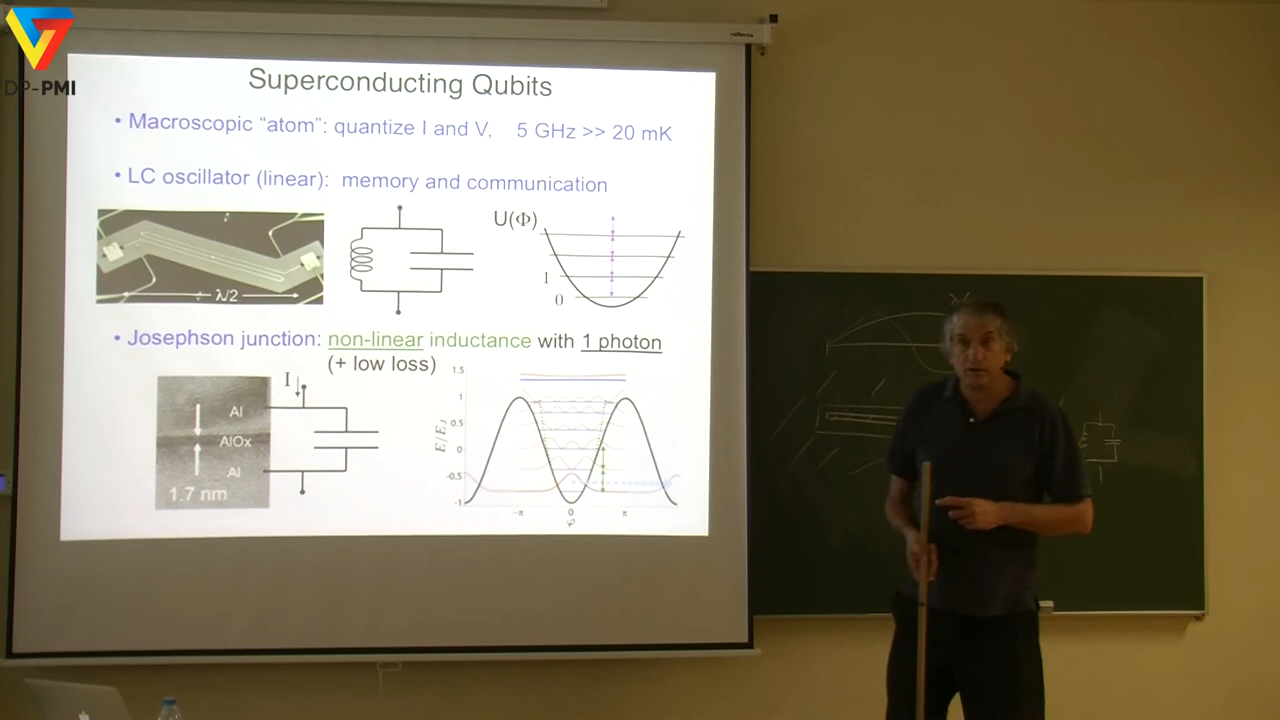 DP-PMI
reflecta
Superconducting Qubits
• Macroscopic “atom”: quantize I and V, 5 GHz >> 20 mK
• LC oscillator (linear): memory and communication
U(Φ)
1
0
λ/2
• Josephson junction: non-linear inductance with 1 photon
(+ low loss)
I
Al
AlOx
Al
1.7 nm
E/E_J
1.5
1
0.5
0
-0.5
-1
-π 0 π
φ